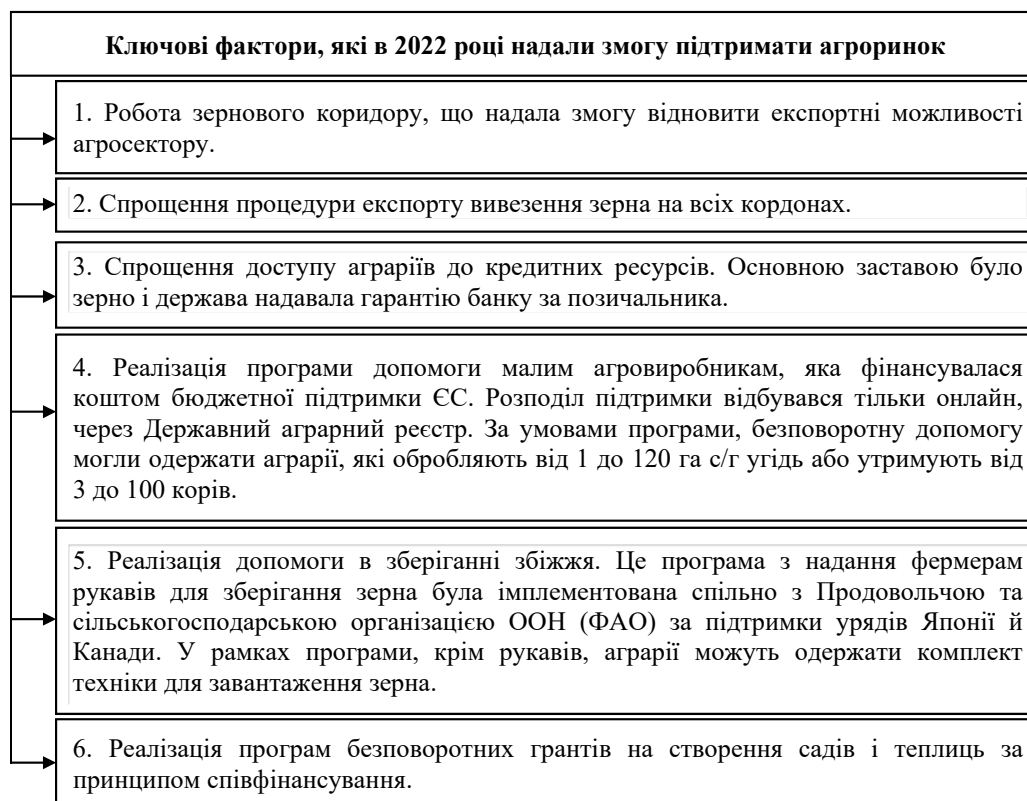 Ключові фактори, які в 2022 році надали змогу підтримати агроринок
1. Робота зернового коридору, що надала змогу відновити експортні можливості
агросектору.
2. Спрощення процедури експорту вивезення зерна на всіх кордонах.
3. Спрощення доступу аграріїв до кредитних ресурсів. Основною заставою було
зерно і держава надавала гарантію банку за позичальника.
4. Реалізація програми допомоги малим агровиробникам, яка фінансувалася
коштом бюджетної підтримки ЄС. Розподіл підтримки відбувався тільки онлайн,
через Державний аграрний реєстр. За умовами програми, безповоротну допомогу
могли одержати аграрії, які обробляють від 1 до 120 га с/г угідь або утримують від
3 до 100 корів.
5. Реалізація допомоги в зберіганні збіжжя. Це програма з надання фермерам
рукавів для зберігання зерна була імплементована спільно з Продовольчою та
сільськогосподарською організацією ООН (ФАО) за підтримки урядів Японії й
Канади. У рамках програми, крім рукавів, аграрії можуть одержати комплект
техніки для завантаження зерна.
6. Реалізація програм безповоротних грантів на створення садів і теплиць за
принципом співфінансування.